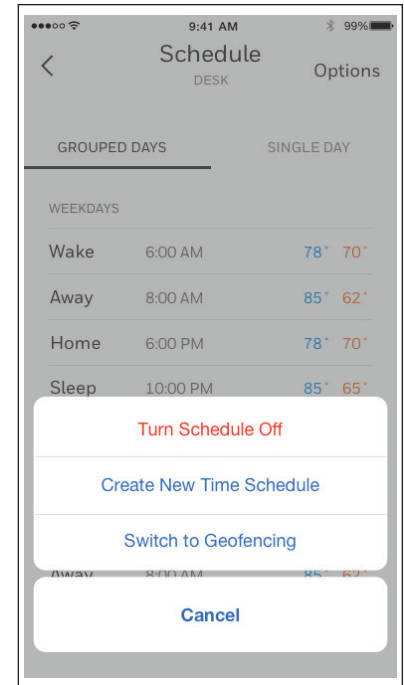 9:41 AM 99%
Schedule
DESK
Options
GROUPED DAYS SINGLE DAY
WEEKDAYS
Wake 6:00 AM 78° 70°
Away 8:00 AM 85° 62°
Home 6:00 PM 78° 70°
Sleep 10:00 PM 85° 65°
Turn Schedule Off
Create New Time Schedule
Switch to Geofencing
Away 8:00 AM 85° 62°
Cancel